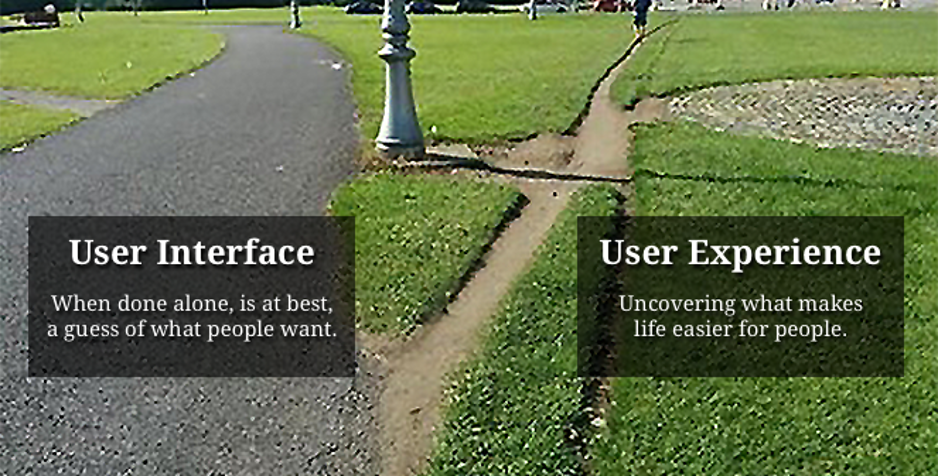 User Interface
When done alone, is at best,
a guess of what people want.
User Experience
Uncovering what makes
life easier for people.